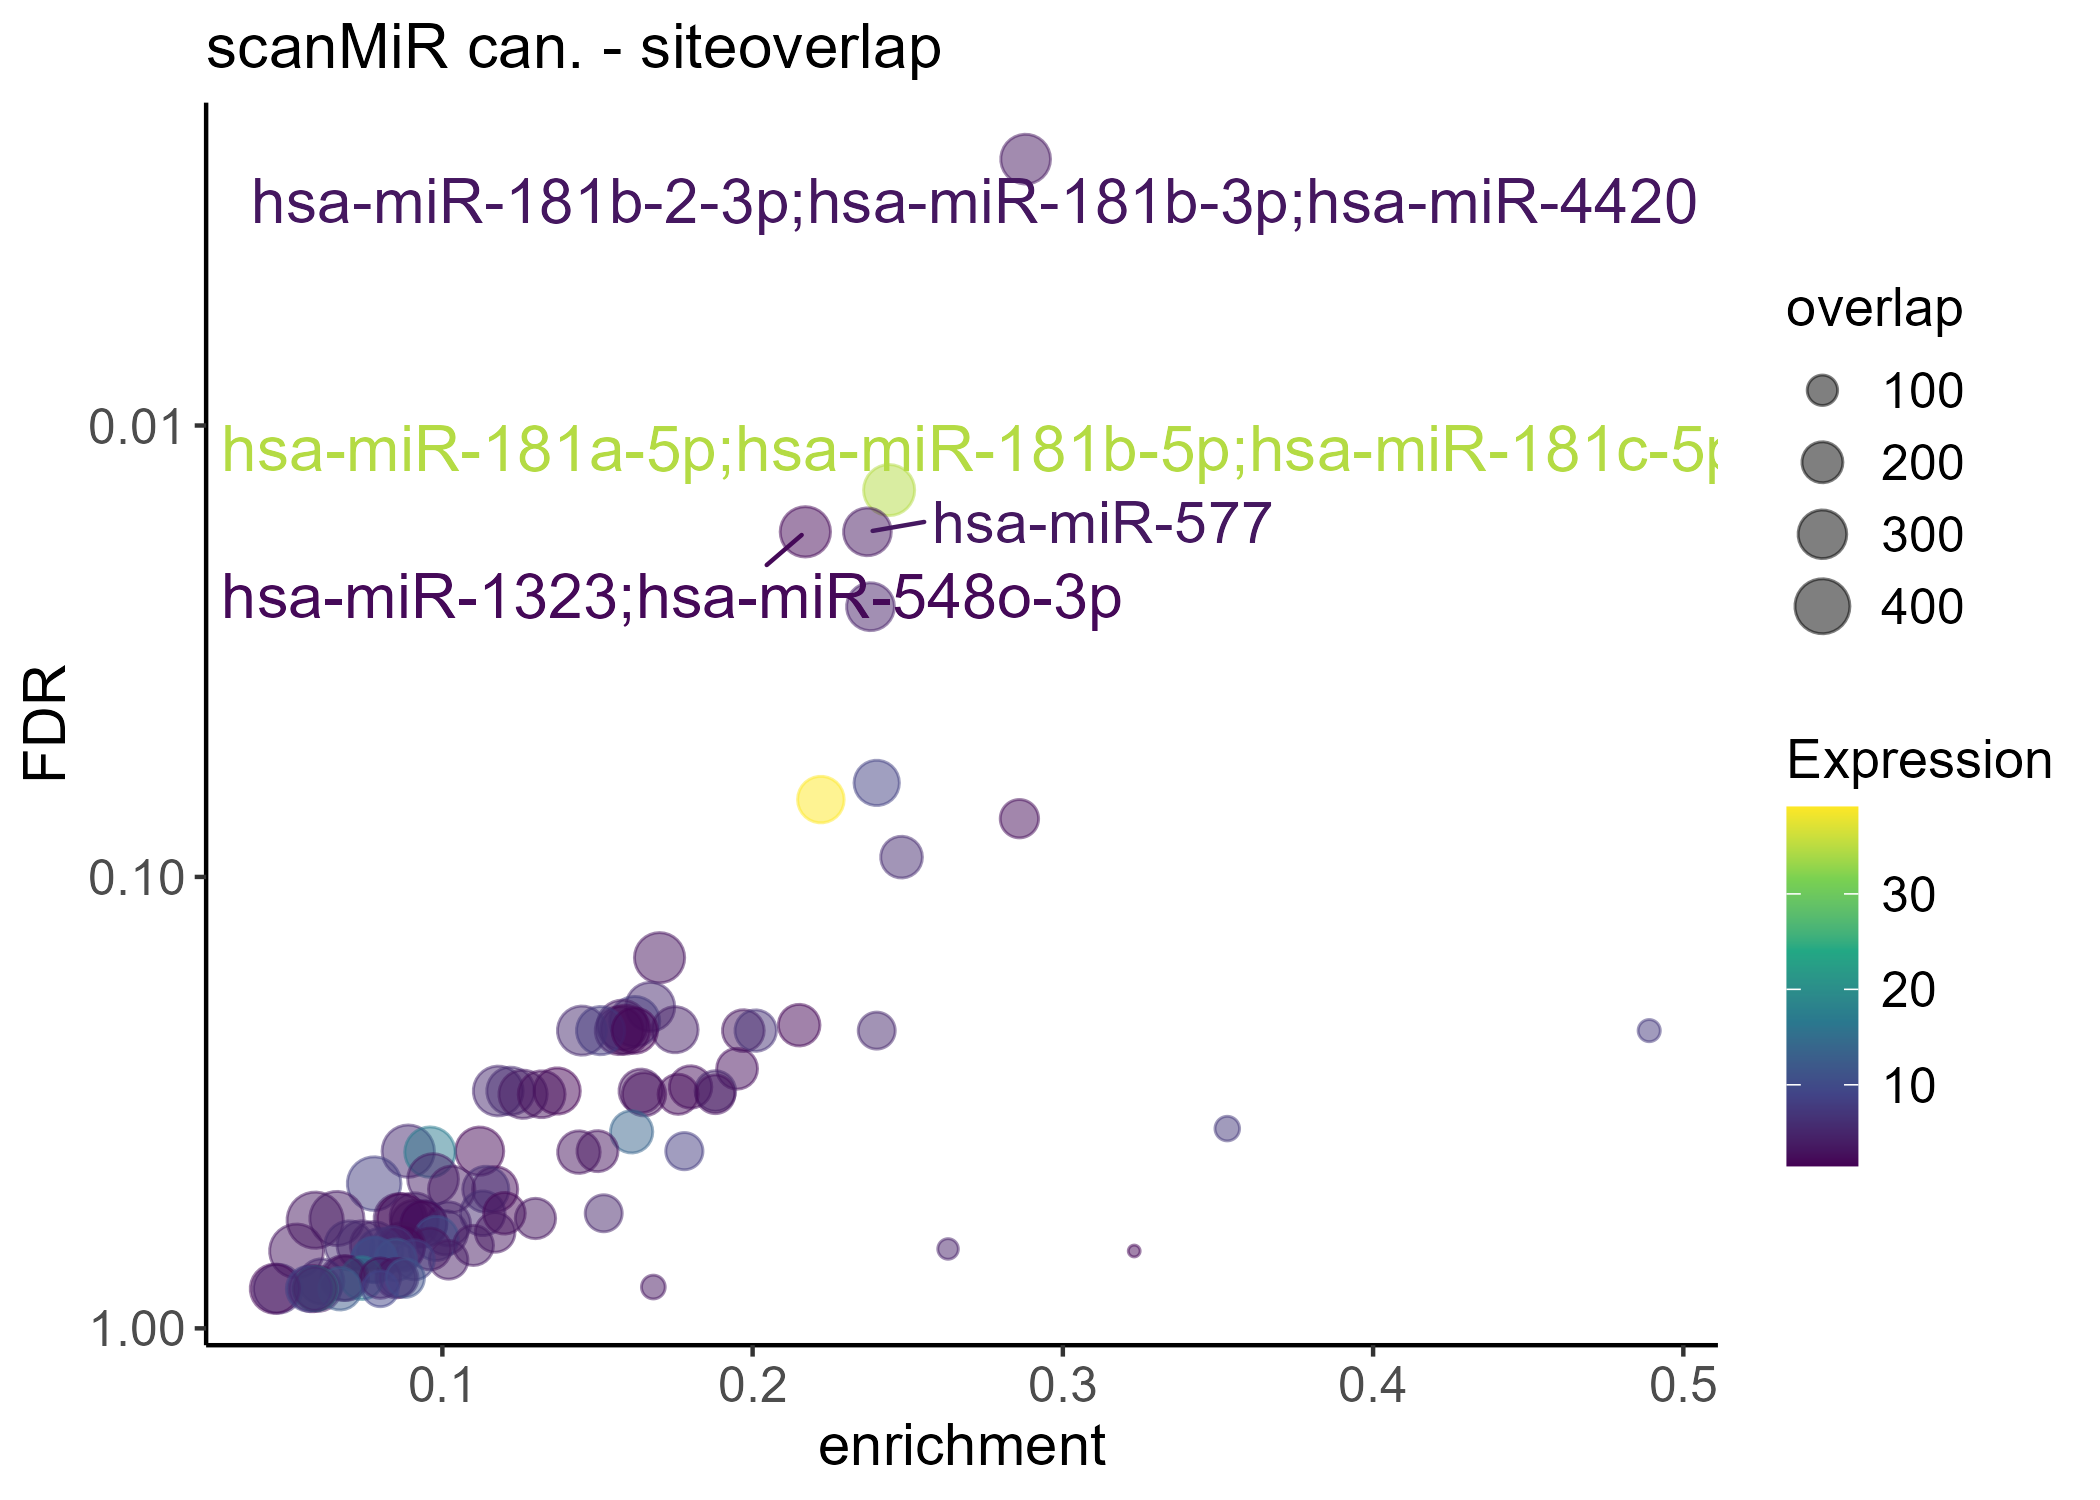 scanMiR can. - siteoverlap
hsa-miR-181b-2-3p;hsa-miR-181b-3p;hsa-miR-4420
hsa-miR-181a-5p;hsa-miR-181b-5p;hsa-miR-181c-5p
hsa-miR-577
hsa-miR-1323;hsa-miR-548o-3p
FDR
0.01
0.10
1.00
0.1
0.2
0.3
0.4
0.5
enrichment
overlap
100
200
300
400
Expression
30
20
10